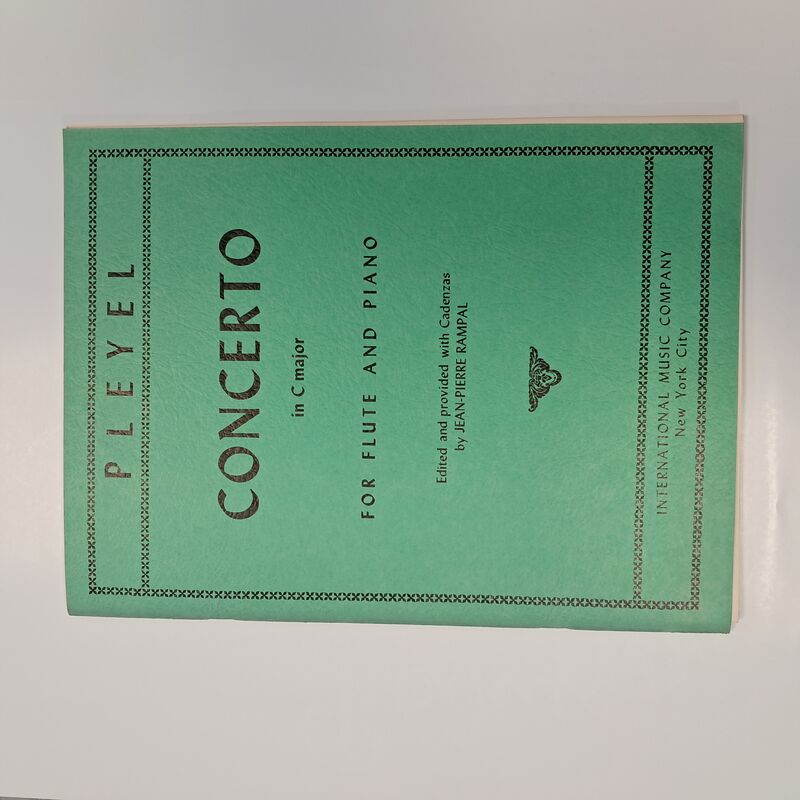 PLEYEL
CONCERTO
in C major
FOR FLUTE AND PIANO
Edited and provided with Cadenzas
by JEAN-PIERRE RAMPAL
INTERNATIONAL MUSIC COMPANY
New York City